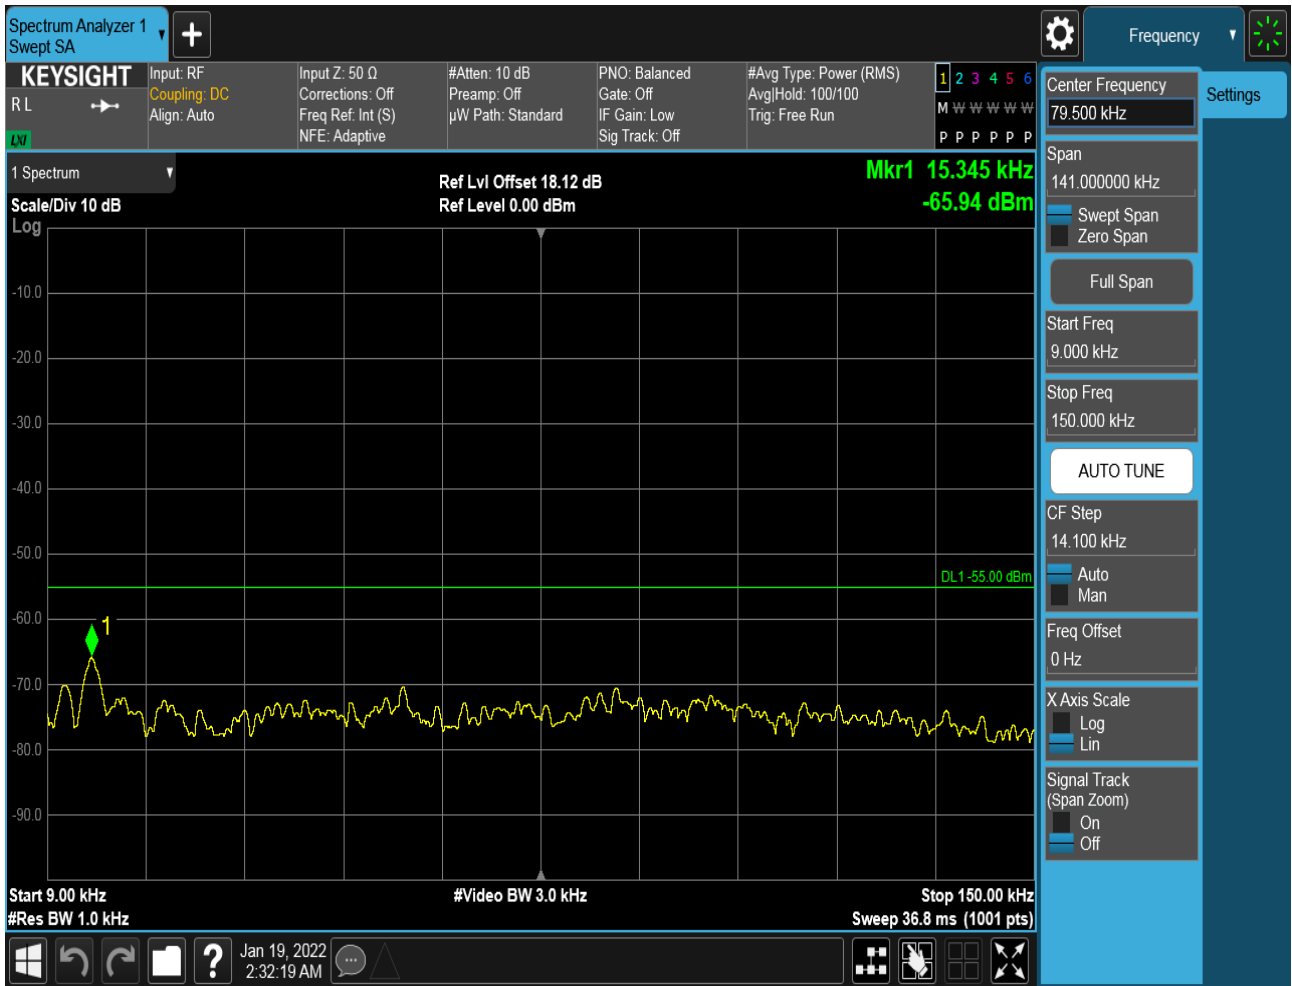 Spectrum Analyzer 1
Swept SA
Frequency
KEYSIGHT
R L
LXI
Input: RF
Coupling: DC
Align: Auto
Input Z: 50 Ω
Corrections: Off
Freq Ref: Int (S)
NFE: Adaptive
#Atten: 10 dB
Preamp: Off
µW Path: Standard
PNO: Balanced
Gate: Off
IF Gain: Low
Sig Track: Off
#Avg Type: Power (RMS)
Avg|Hold: 100/100
Trig: Free Run
1 2 3 4 5 6
M W W W W W
P P P P P P
1 Spectrum
Scale/Div 10 dB
Log
Ref Lvl Offset 18.12 dB
Ref Level 0.00 dBm
Mkr1 15.345 kHz
-65.94 dBm
-10.0
-20.0
-30.0
-40.0
-50.0
DL1 -55.00 dBm
-60.0
1
-70.0
-80.0
-90.0
Start 9.00 kHz
#Res BW 1.0 kHz
#Video BW 3.0 kHz
Stop 150.00 kHz
Sweep 36.8 ms (1001 pts)
Center Frequency
79.500 kHz
Settings
Span
141.000000 kHz
Swept Span
Zero Span
Full Span
Start Freq
9.000 kHz
Stop Freq
150.000 kHz
AUTO TUNE
CF Step
14.100 kHz
Auto
Man
Freq Offset
0 Hz
X Axis Scale
Log
Lin
Signal Track
(Span Zoom)
On
Off
?
Jan 19, 2022
2:32:19 AM